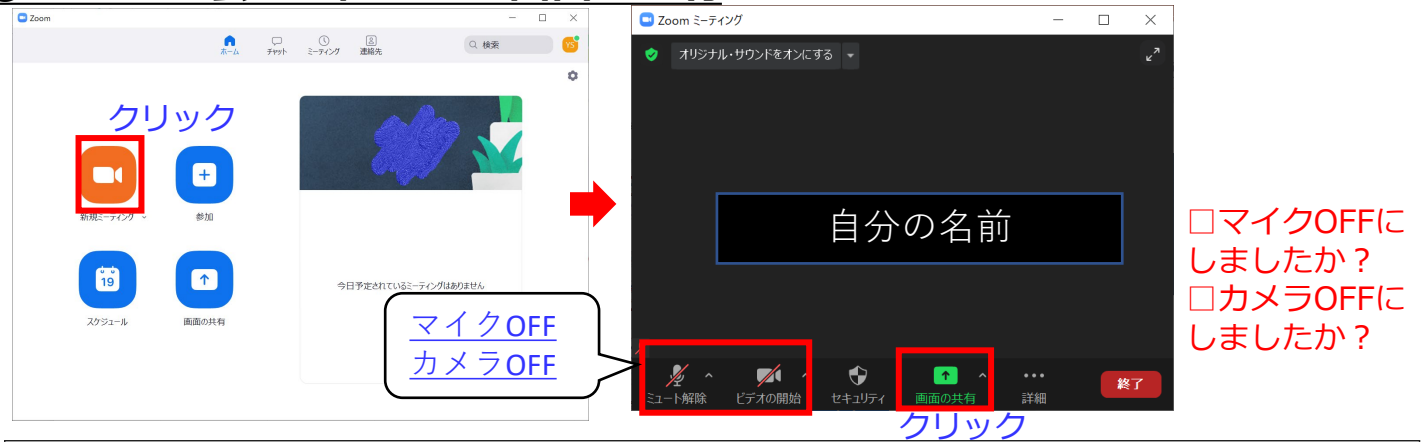 Zoom
ホーム
チャット
ミーティング
連絡先
検索
YS
クリック
新規ミーティング
参加
19
スケジュール
画面の共有
今日予定されているミーティングはありません
マイクOFF
カメラOFF
Zoom ミーティング
オリジナル・サウンドをオンにする
自分の名前
ミュート解除
ビデオの開始
セキュリティ
画面の共有
詳細
終了
クリック
□マイクOFFに
しましたか？
□カメラOFFに
しましたか？